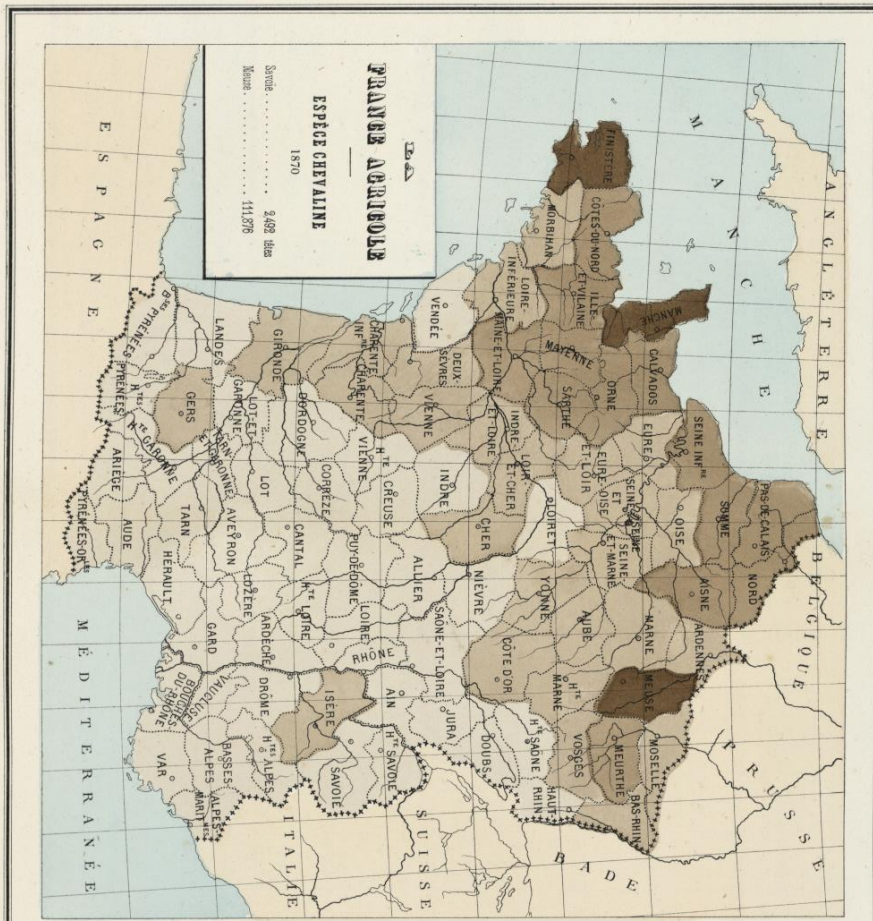 LA
FRANCE AGRICOLE
ESPÈCE CHEVALINE
1870
Savoie . . . . . . . . . . . 2,492 têtes
Meuse . . . . . . . . . . . 111,876
ANGLETERRE
MANCHE
BELGIQUE
PRUSSE
BADE
SUISSE
ITALIE
MÉDITERRANÉE
ESPAGNE
FINISTÈRE
CÔTES-DU-NORD
MORBIHAN
ILLE-
ET-VILAINE
LOIRE-
INFÉRIEURE
MANCHE
CALVADOS
ORNE
MAYENNE
SARTHE
MAINE-ET-LOIRE
VENDÉE
DEUX-
SÈVRES
VIENNE
CHARENTE
INFRE
CHARENTE
GIRONDE
LANDES
BSES PYRÉNÉES
HTES
PYRÉNÉES
GERS
HTE GARONNE
ARIÈGE
PYRÉNÉES-ORLES
AUDE
TARN
TARN-
ET-GARONNE
LOT-ET-
GARONNE
DORDOGNE
LOT
AVEYRON
HÉRAULT
GARD
LOZÈRE
ARDÈCHE
CANTAL
CORRÈZE
HTE
VIENNE
CREUSE
INDRE
INDRE
ET-LOIRE
LOIR
ET-CHER
CHER
LOIRET
EURE
ET-LOIR
EURE
SEINE INFRE
SOMME
PAS-DE-CALAIS
NORD
AISNE
OISE
SEINE
ET
OISE
SEINE
SEINE
ET MARNE
ARDENNES
MARNE
AUBE
YONNE
NIÈVRE
ALLIER
PUY-DE-DÔME
HTE
LOIRE
LOIRE
RHÔNE
SAÔNE-ET-LOIRE
CÔTE D'OR
HTE
MARNE
MEUSE
MOSELLE
MEURTHE
BAS-RHIN
VOSGES
HAUT
RHIN
HTE SAÔNE
DOUBS
JURA
AIN
HTE SAVOIE
SAVOIE
ISÈRE
DRÔME
HTES
ALPES
BASSES
ALPES
ALPES-
MARITMES
VAR
VAUCLUSE
BOUCHES
DU
RHÔNE